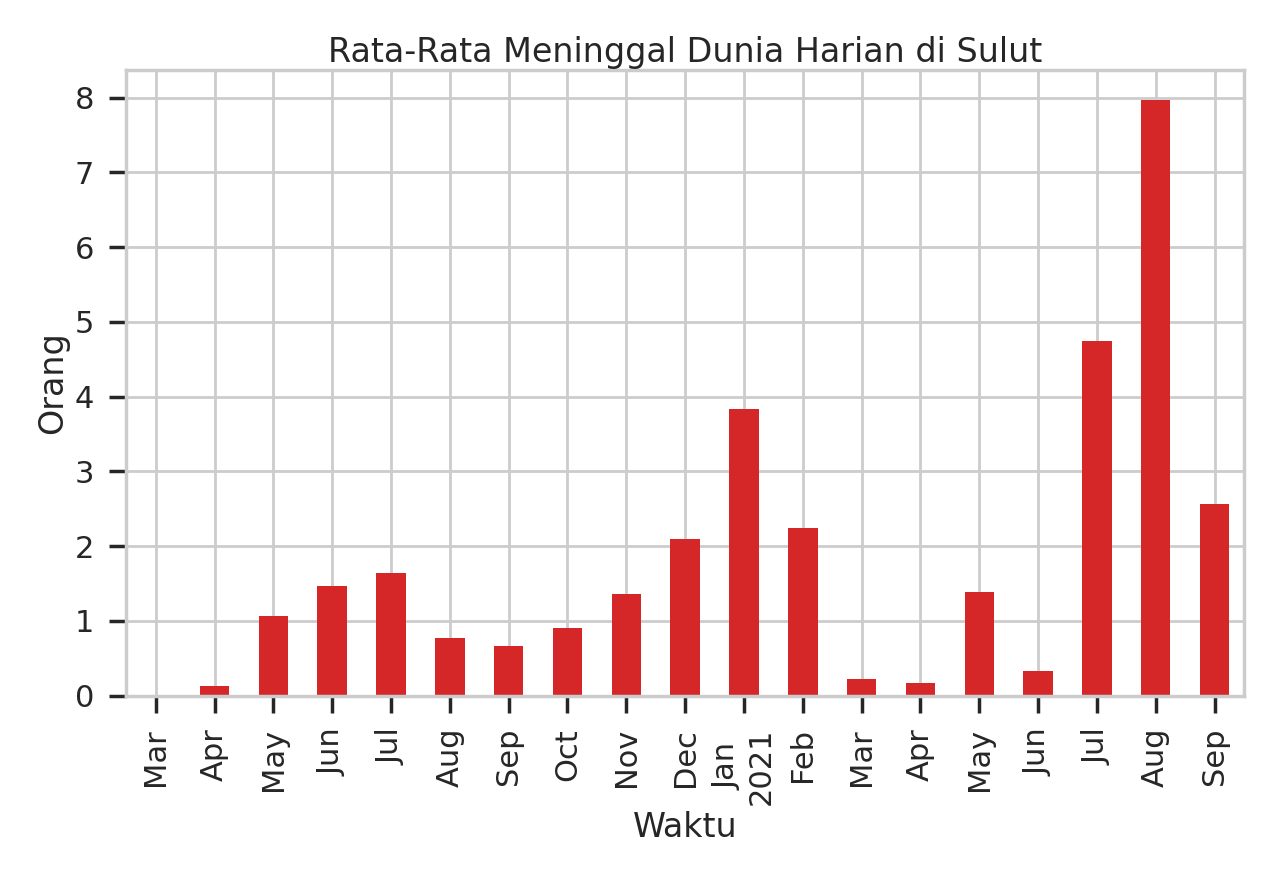 Rata-Rata Meninggal Dunia Harian di Sulut
8
7
6
5
4
3
2
1
0
Orang
Mar
Apr
May
Jun
Jul
Aug
Sep
Oct
Nov
Dec
Jan
2021
Feb
Mar
Apr
May
Jun
Jul
Aug
Sep
Waktu